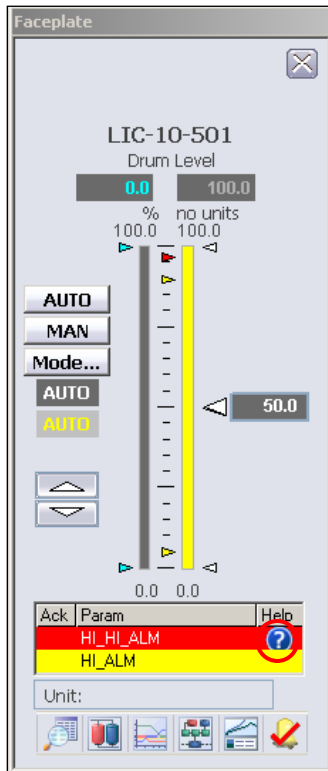 Faceplate
LIC-10-501
Drum Level
0.0 100.0
% no units
100.0 100.0
AUTO
MAN
Mode...
AUTO
AUTO
50.0
0.0 0.0
Ack Param Help
HI_HI_ALM ?
HI_ALM
Unit: